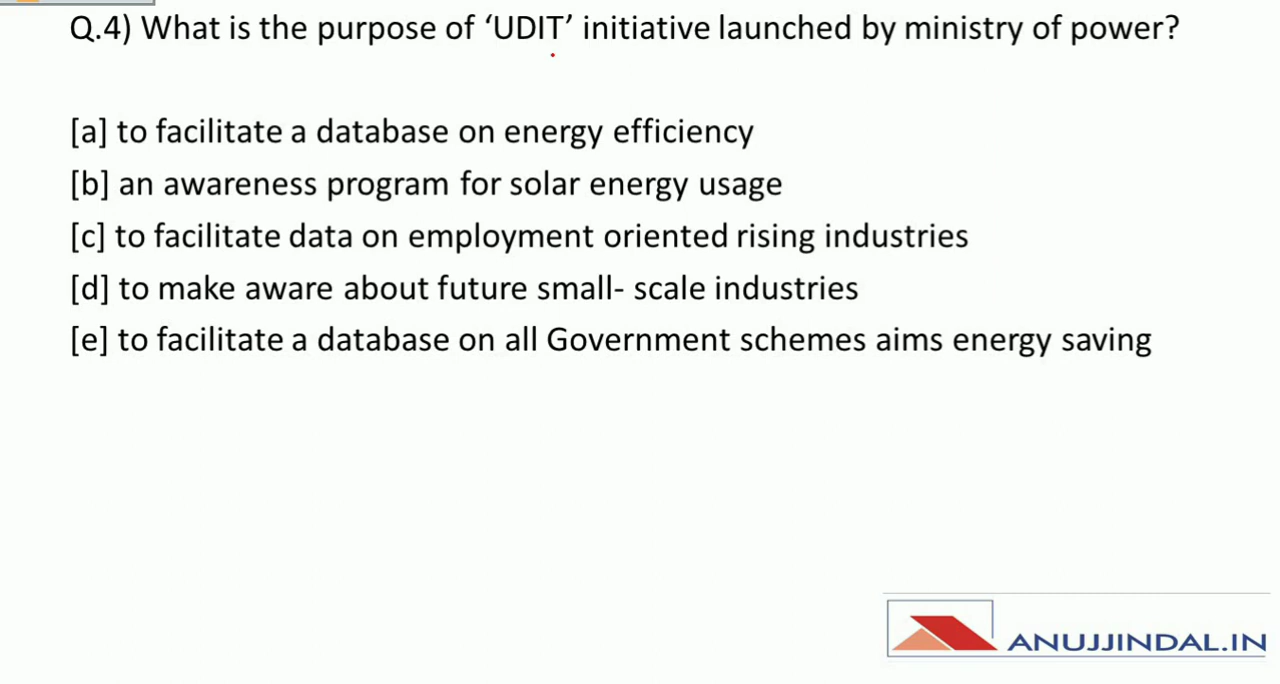 Q.4) What is the purpose of ‘UDIT’ initiative launched by ministry of power?
[a] to facilitate a database on energy efficiency
[b] an awareness program for solar energy usage
[c] to facilitate data on employment oriented rising industries
[d] to make aware about future small- scale industries
[e] to facilitate a database on all Government schemes aims energy saving
ANUJJINDAL.IN